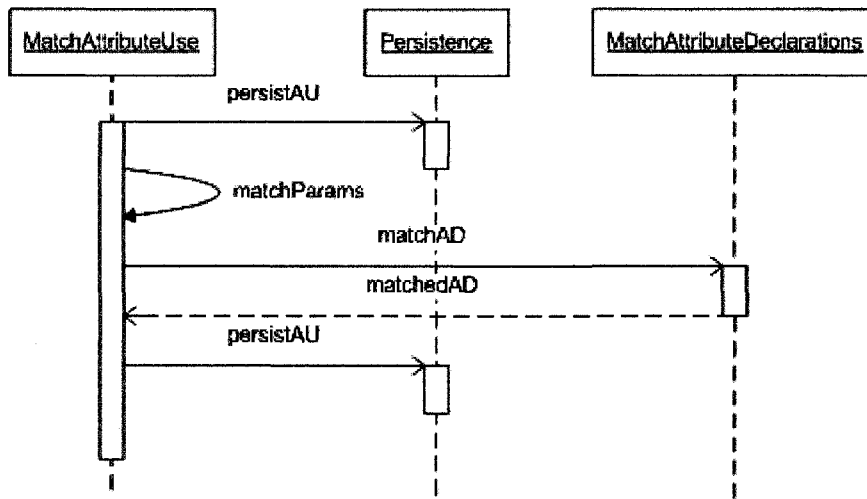 MatchAttributeUse Persistence MatchAttributeDeclarations
persistAU
matchParams
matchAD
matchedAD
persistAU